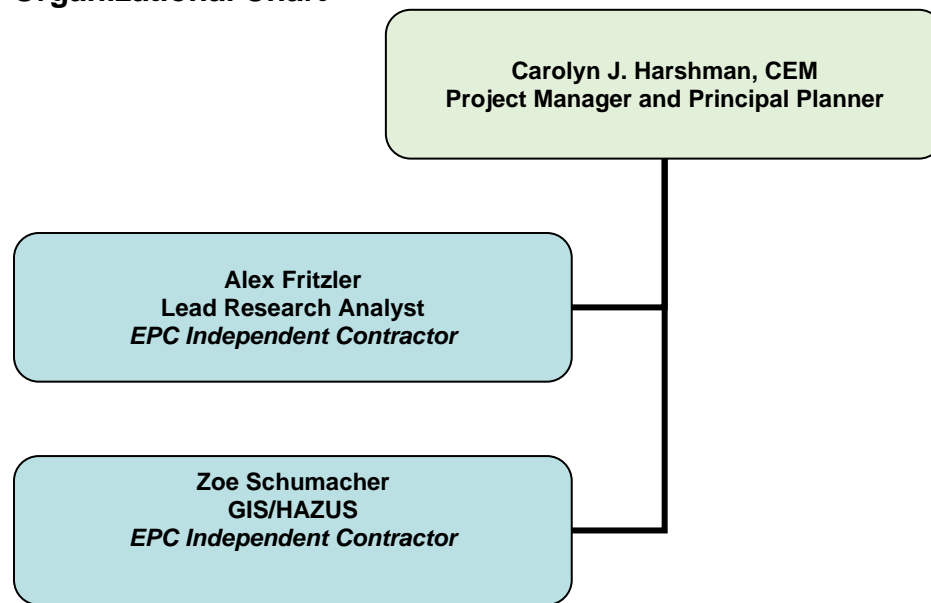 Organizational Chart
Carolyn J. Harshman, CEM
Project Manager and Principal Planner
Alex Fritzler
Lead Research Analyst
EPC Independent Contractor
Zoe Schumacher
GIS/HAZUS
EPC Independent Contractor